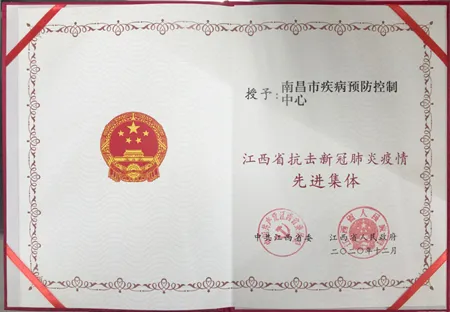 授予:南昌市疾病预防控制
中心
江西省抗击新冠肺炎疫情
先进集体
中共江西省委 江西省人民政府
二〇二〇年十二月